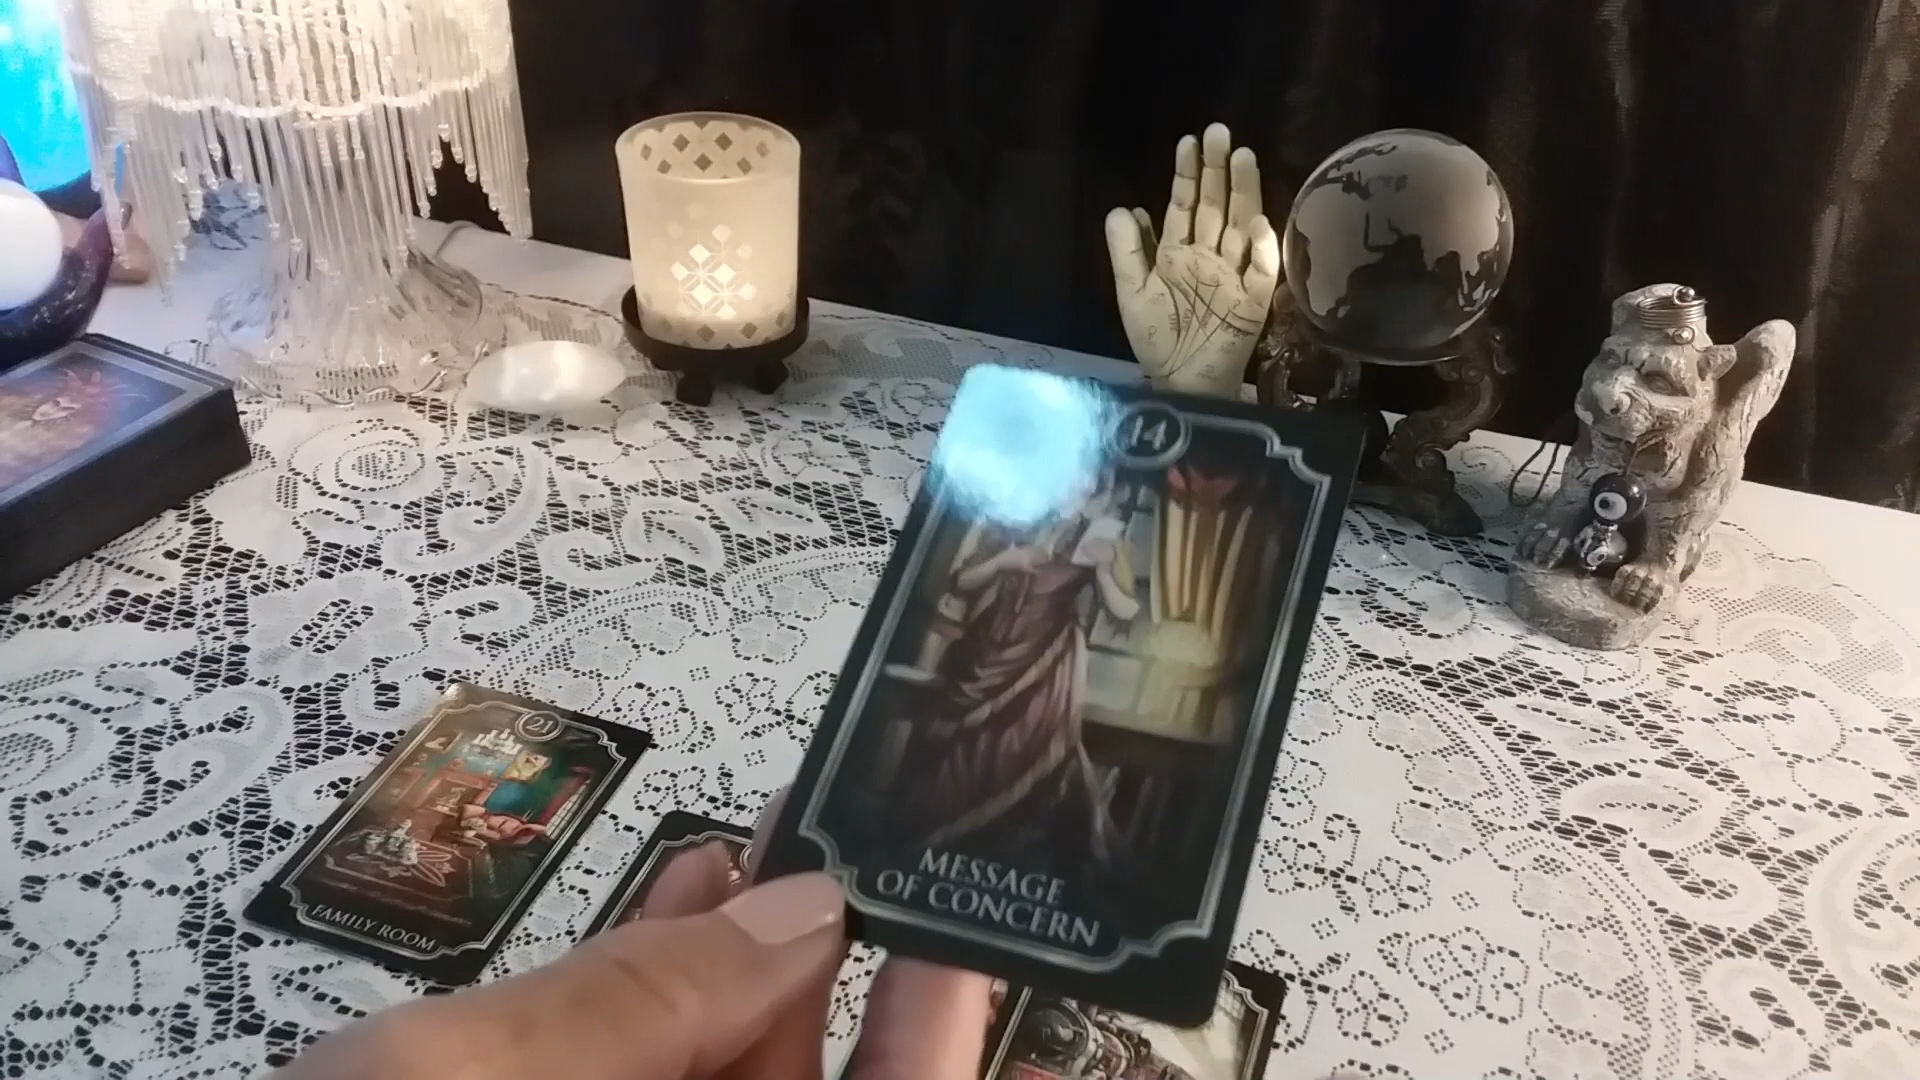 14
MESSAGE
OF CONCERN
21
FAMILY ROOM